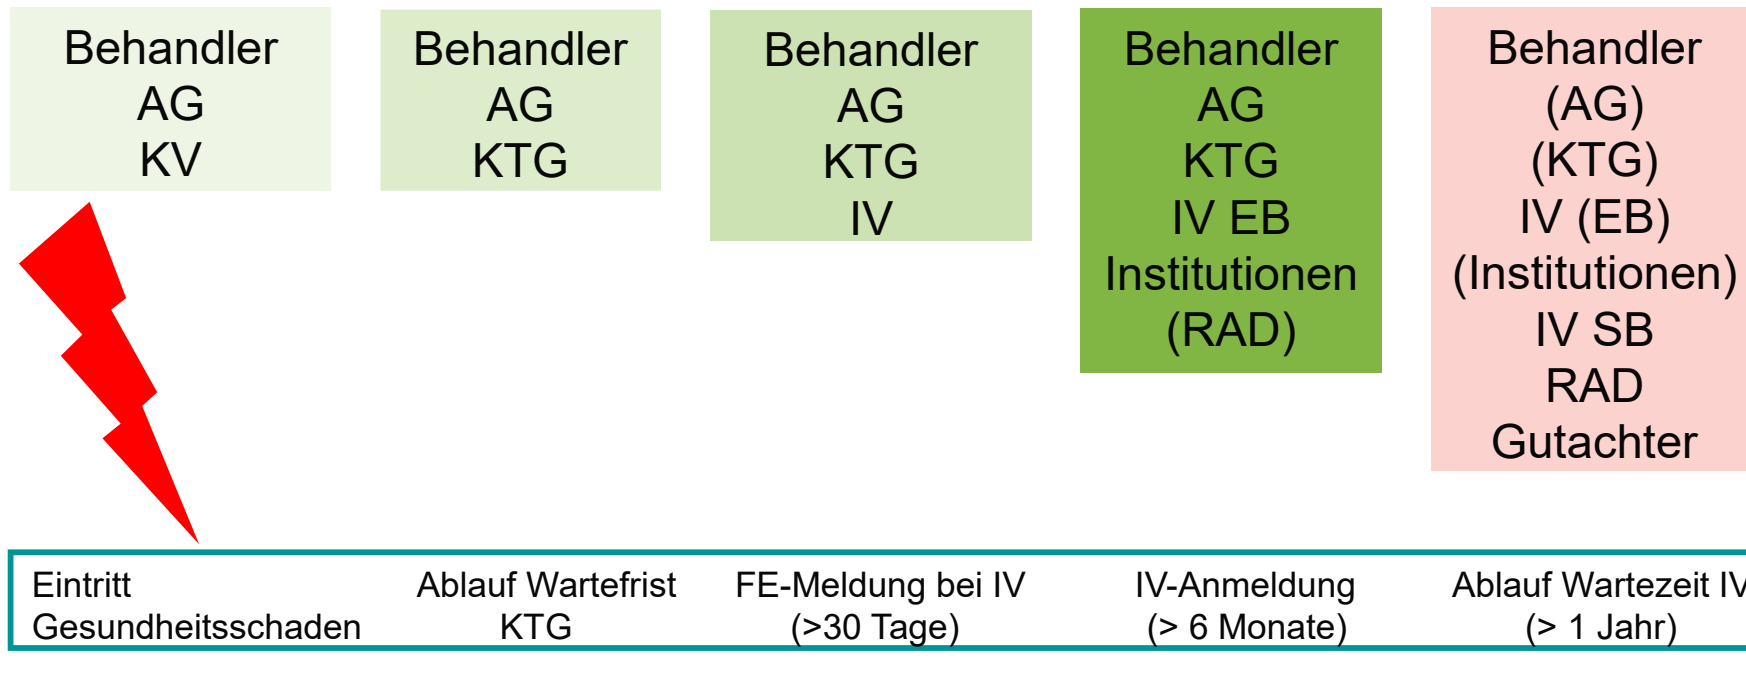 Behandler
AG
KV
Behandler
AG
KTG
Behandler
AG
KTG
IV
Behandler
AG
KTG
IV EB
Institutionen
(RAD)
Behandler
(AG)
(KTG)
IV (EB)
(Institutionen)
IV SB
RAD
Gutachter
Eintritt
Gesundheitsschaden
Ablauf Wartefrist
KTG
FE-Meldung bei IV
(>30 Tage)
IV-Anmeldung
(> 6 Monate)
Ablauf Wartezeit IV
(> 1 Jahr)